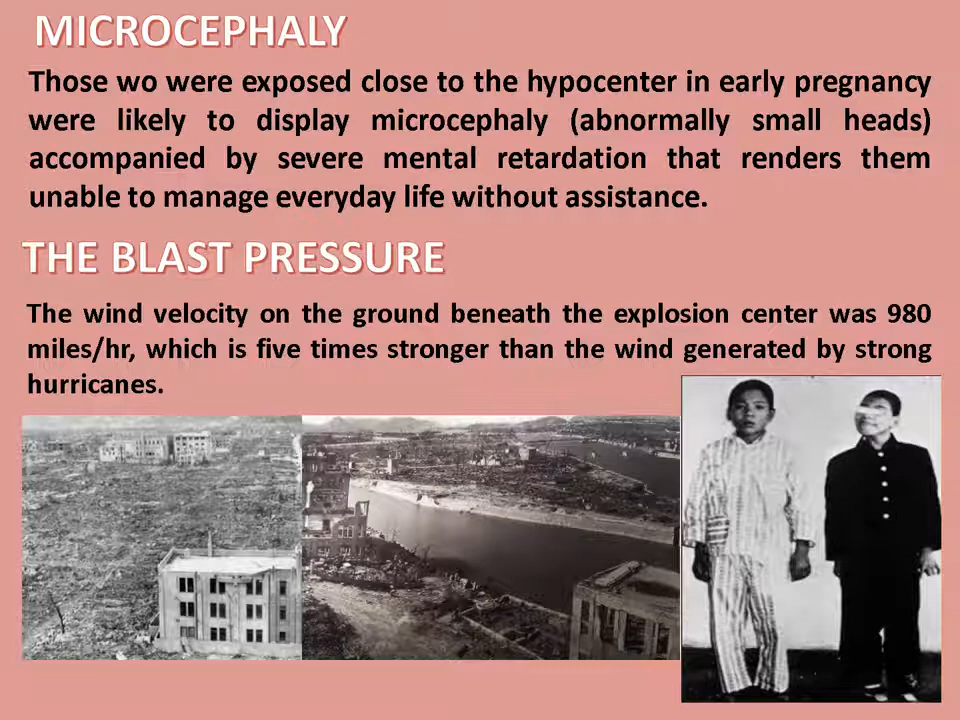 MICROCEPHALY
Those wo were exposed close to the hypocenter in early pregnancy
were likely to display microcephaly (abnormally small heads)
accompanied by severe mental retardation that renders them
unable to manage everyday life without assistance.
THE BLAST PRESSURE
The wind velocity on the ground beneath the explosion center was 980
miles/hr, which is five times stronger than the wind generated by strong
hurricanes.